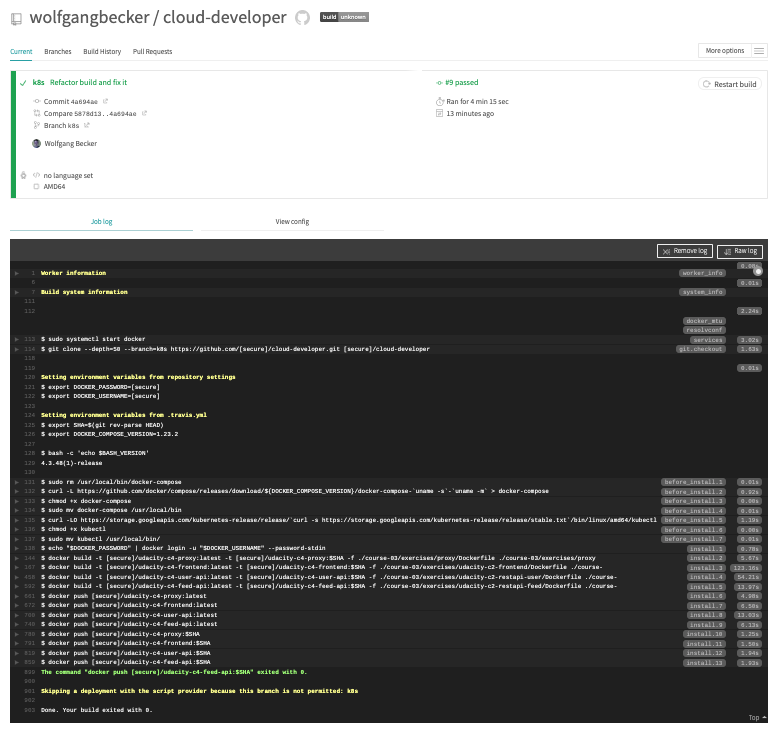 wolfgangbecker / cloud-developer build unknown
Current Branches Build History Pull Requests More options
k8s Refactor build and fix it
#9 passed
Restart build
Commit 4a694ae
Compare 5878d13..4a694ae
Branch k8s
Ran for 4 min 15 sec
13 minutes ago
Wolfgang Becker
no language set
AMD64
Job log View config
Remove log Raw log
1 Worker information worker_info
6 0.01s
7 Build system information system_info
111
112 2.24s
docker_mtu
resolvconf
113 $ sudo systemctl start docker services 3.02s
114 $ git clone --depth=50 --branch=k8s https://github.com/[secure]/cloud-developer.git [secure]/cloud-developer git.checkout 1.63s
118
119 0.01s
120 Setting environment variables from repository settings
121 $ export DOCKER_PASSWORD=[secure]
122 $ export DOCKER_USERNAME=[secure]
123
124 Setting environment variables from .travis.yml
125 $ export SHA=$(git rev-parse HEAD)
126 $ export DOCKER_COMPOSE_VERSION=1.23.2
127
128 $ bash -c 'echo $BASH_VERSION'
129 4.3.48(1)-release
130
131 $ sudo rm /usr/local/bin/docker-compose before_install.1 0.01s
132 $ curl -L https://github.com/docker/compose/releases/download/${DOCKER_COMPOSE_VERSION}/docker-compose-`uname -s`-`uname -m` > docker-compose before_install.2 0.92s
133 $ chmod +x docker-compose before_install.3 0.00s
134 $ sudo mv docker-compose /usr/local/bin before_install.4 0.01s
135 $ curl -LO https://storage.googleapis.com/kubernetes-release/release/`curl -s https://storage.googleapis.com/kubernetes-release/release/stable.txt`/bin/linux/amd64/kubectl before_install.5 1.19s
136 $ chmod +x kubectl before_install.6 0.00s
137 $ sudo mv kubectl /usr/local/bin/ before_install.7 0.01s
138 $ echo "$DOCKER_PASSWORD" | docker login -u "$DOCKER_USERNAME" --password-stdin install.1 0.78s
144 $ docker build -t [secure]/udacity-c4-proxy:latest -t [secure]/udacity-c4-proxy:$SHA -f ./course-03/exercises/proxy/Dockerfile ./course-03/exercises/proxy install.2 5.67s
$ docker build -t [secure]/udacity-c4-frontend:latest -t [secure]/udacity-c4-frontend:$SHA -f ./course-03/exercises/udacity-c2-frontend/Dockerfile ./course- install.3 123.16s
$ docker build -t [secure]/udacity-c4-user-api:latest -t [secure]/udacity-c4-user-api:$SHA -f ./course-03/exercises/udacity-c2-restapi-user/Dockerfile ./course- install.4 54.21s
$ docker build -t [secure]/udacity-c4-feed-api:latest -t [secure]/udacity-c4-feed-api:$SHA -f ./course-03/exercises/udacity-c2-restapi-feed/Dockerfile ./course- install.5 13.97s
$ docker push [secure]/udacity-c4-proxy:latest install.6 4.90s
$ docker push [secure]/udacity-c4-frontend:latest install.7 6.50s
$ docker push [secure]/udacity-c4-user-api:latest install.8 13.03s
$ docker push [secure]/udacity-c4-feed-api:latest install.9 6.13s
$ docker push [secure]/udacity-c4-proxy:$SHA install.10 1.25s
$ docker push [secure]/udacity-c4-frontend:$SHA install.11 1.58s
$ docker push [secure]/udacity-c4-user-api:$SHA install.12 1.94s
$ docker push [secure]/udacity-c4-feed-api:$SHA install.13 1.93s
The command "docker push [secure]/udacity-c4-feed-api:$SHA" exited with 0.
Skipping a deployment with the script provider because this branch is not permitted: k8s
Done. Your build exited with 0.
Top